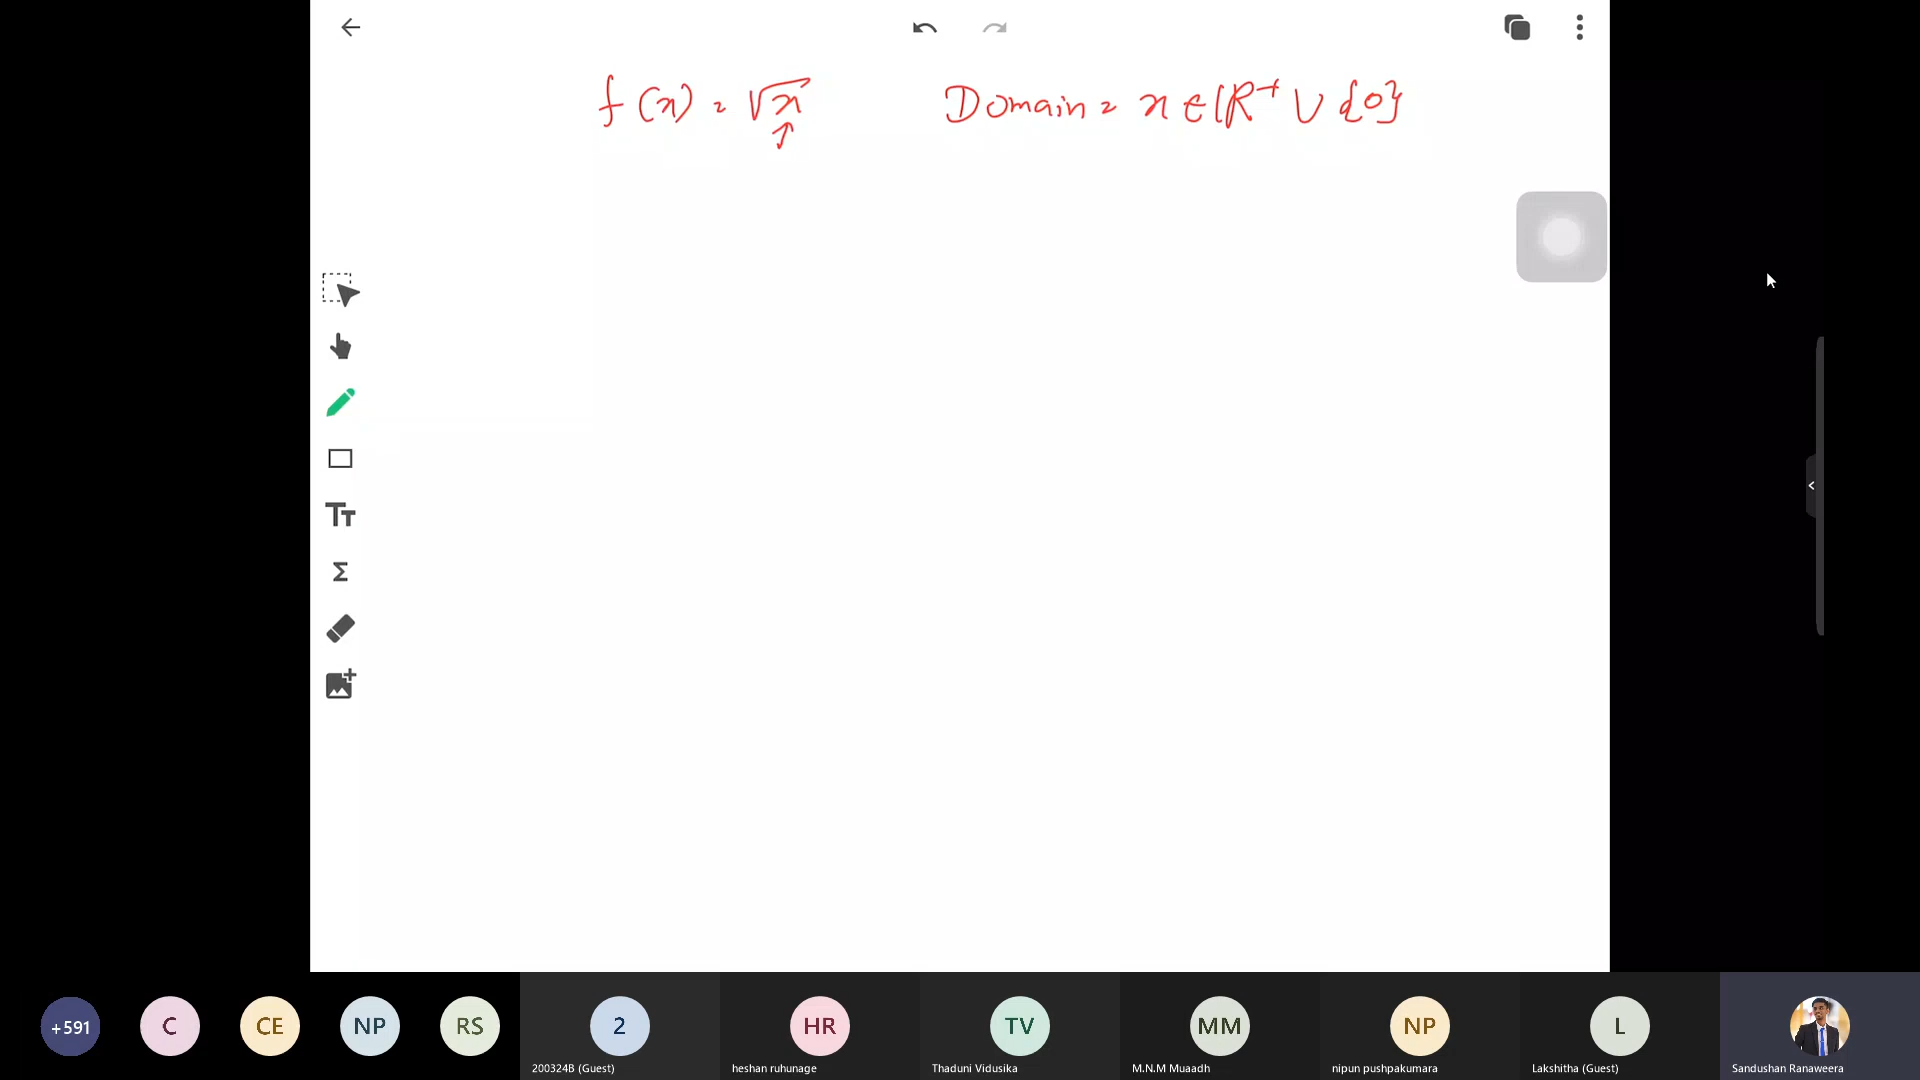 f(x) = √x Domain = x ∈ ℝ⁺ ∪ {0}
↑
Tт
Σ
<
+591 C CE NP RS 2 HR TV MM NP L
200324B (Guest) heshan ruhunage Thaduni Vidusika M.N.M Muaadh nipun pushpakumara Lakshitha (Guest) Sandushan Ranaweera